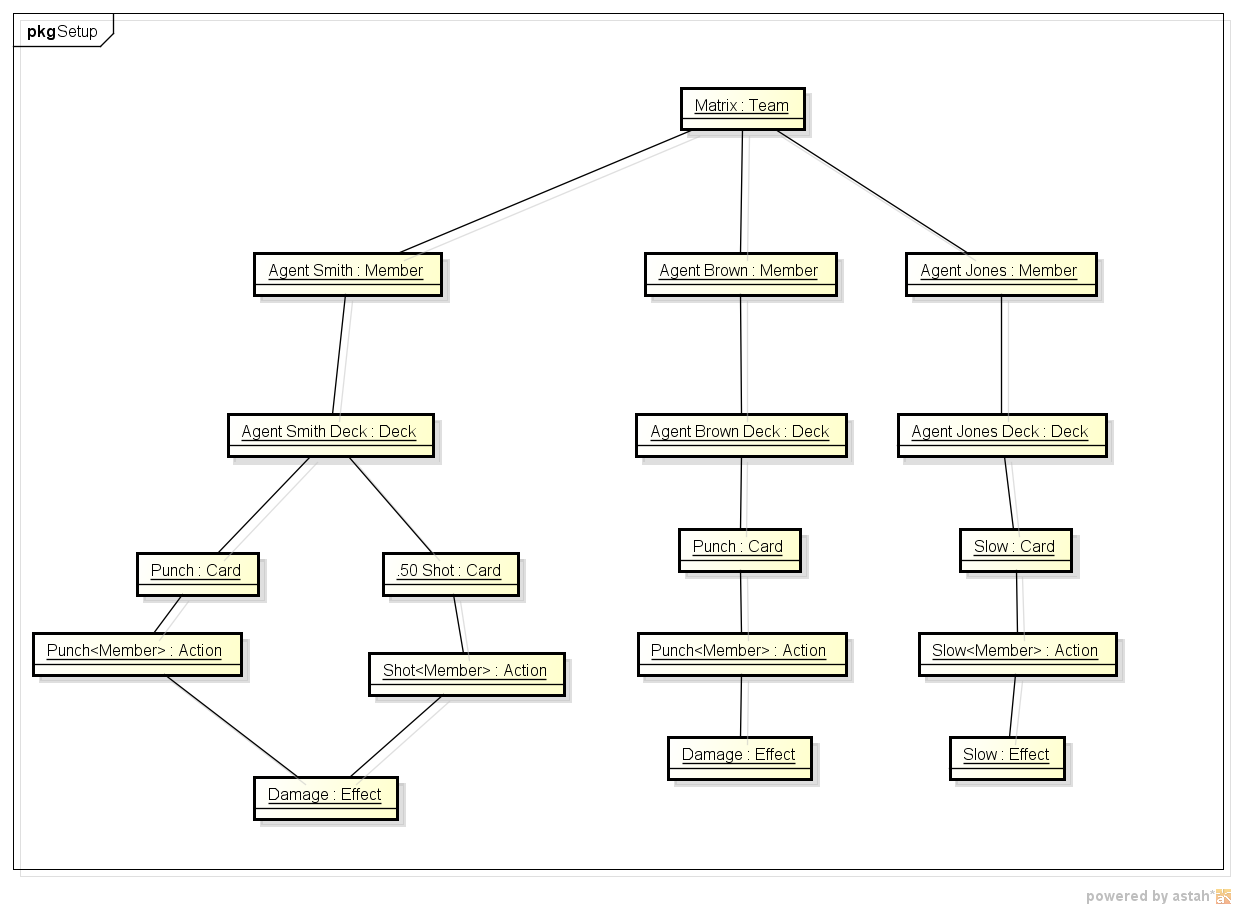 pkg Setup
Matrix : Team
Agent Smith : Member
Agent Brown : Member
Agent Jones : Member
Agent Smith Deck : Deck
Agent Brown Deck : Deck
Agent Jones Deck : Deck
Punch : Card
.50 Shot : Card
Punch : Card
Slow : Card
Punch<Member> : Action
Shot<Member> : Action
Punch<Member> : Action
Slow<Member> : Action
Damage : Effect
Damage : Effect
Slow : Effect
powered by astah*